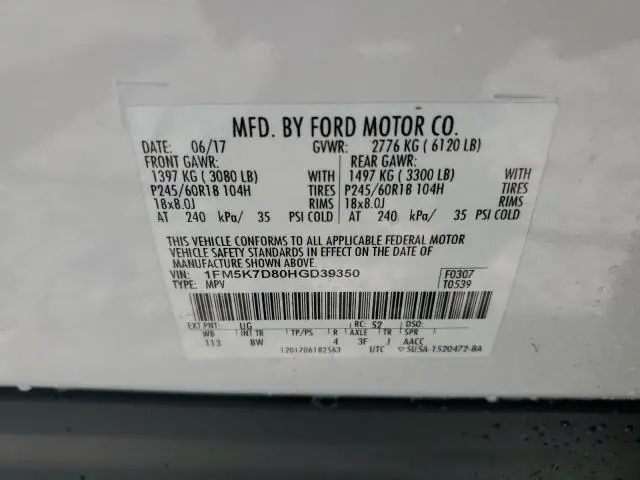 MFD. BY FORD MOTOR CO.
DATE: 06/17 GVWR: 2776 KG ( 6120 LB)
FRONT GAWR: REAR GAWR:
1397 KG ( 3080 LB) WITH 1497 KG ( 3300 LB) WITH
P245/60R18 104H TIRES P245/60R18 104H TIRES
18x8.0J RIMS 18x8.0J RIMS
AT 240 kPa/ 35 PSI COLD AT 240 kPa/ 35 PSI COLD
THIS VEHICLE CONFORMS TO ALL APPLICABLE FEDERAL MOTOR
VEHICLE SAFETY STANDARDS IN EFFECT ON THE DATE OF
MANUFACTURE SHOWN ABOVE.
VIN: 1FM5K7D80HGD39350 F0307
TYPE: MPV T0539
EXT PNT: UG RC: 52 DSO:
WB INT TR TP/PS R AXLE TR SPR
113 BW 4 3F J AACC
1201706182563 UTC 5U5A-1520472-BA